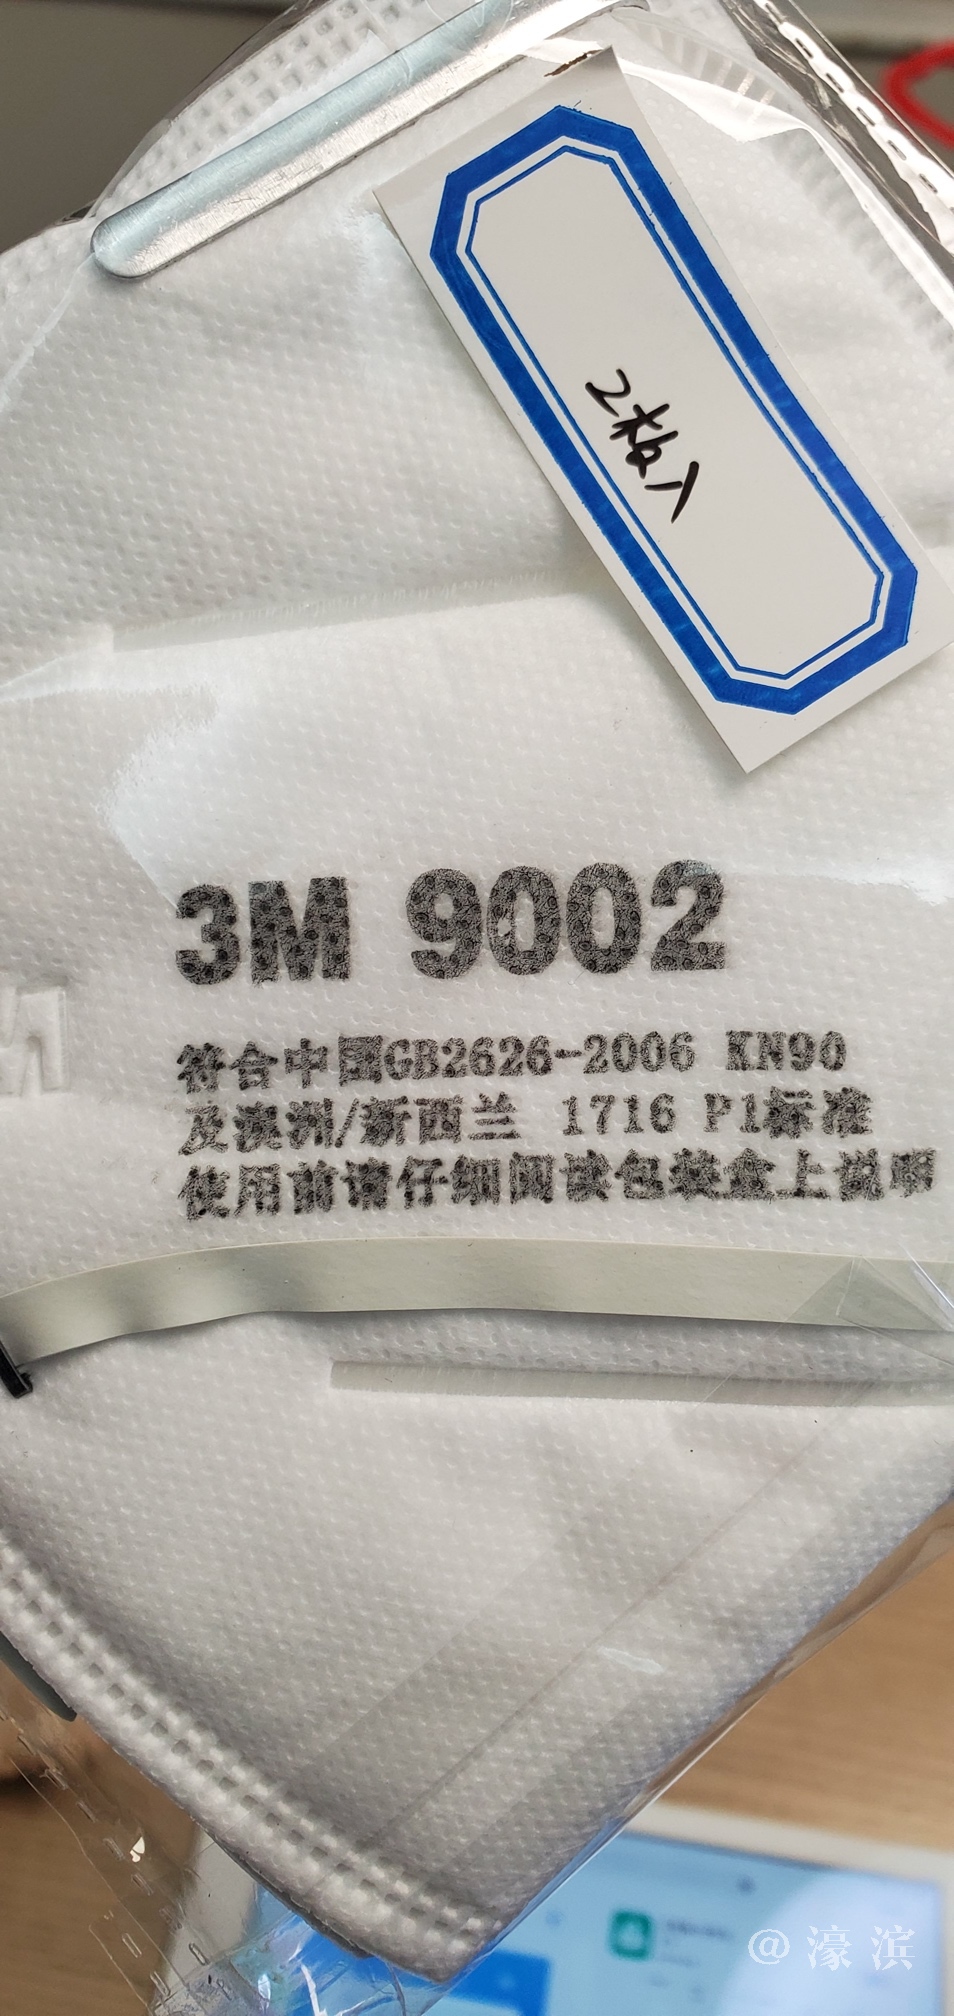 2枚入
3M 9002
符合中国GB2626-2006 KN90
及澳洲/新西兰 1716 P1标准
使用前请仔细阅读包装盒上说明
@濠滨